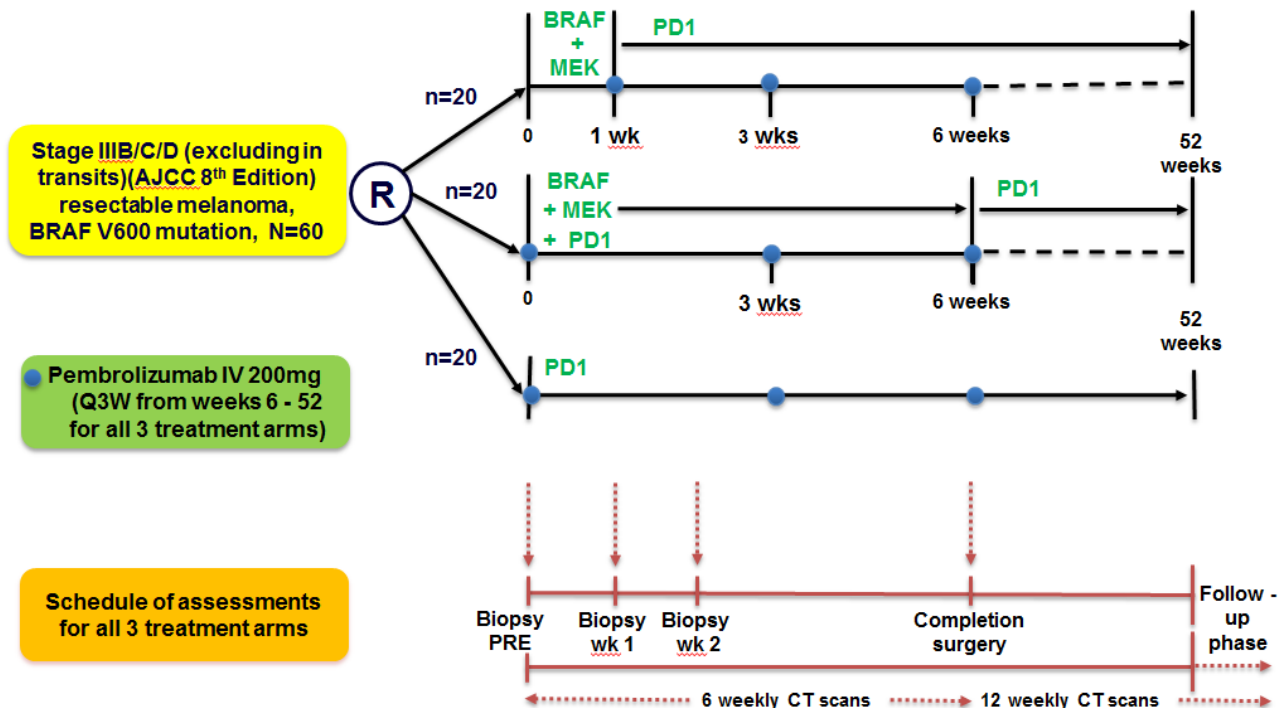 BRAF
+
MEK
PD1
n=20
0
1 wk
3 wks
6 weeks
52
weeks
Stage IIIB/C/D (excluding in
transits)(AJCC 8th Edition)
resectable melanoma,
BRAF V600 mutation, N=60
R
n=20
BRAF
+ MEK
+ PD1
PD1
0
3 wks
6 weeks
52
weeks
n=20
PD1
Pembrolizumab IV 200mg
(Q3W from weeks 6 - 52
for all 3 treatment arms)
Schedule of assessments
for all 3 treatment arms
Biopsy
PRE
Biopsy
wk 1
Biopsy
wk 2
Completion
surgery
Follow -
up
phase
6 weekly CT scans
12 weekly CT scans